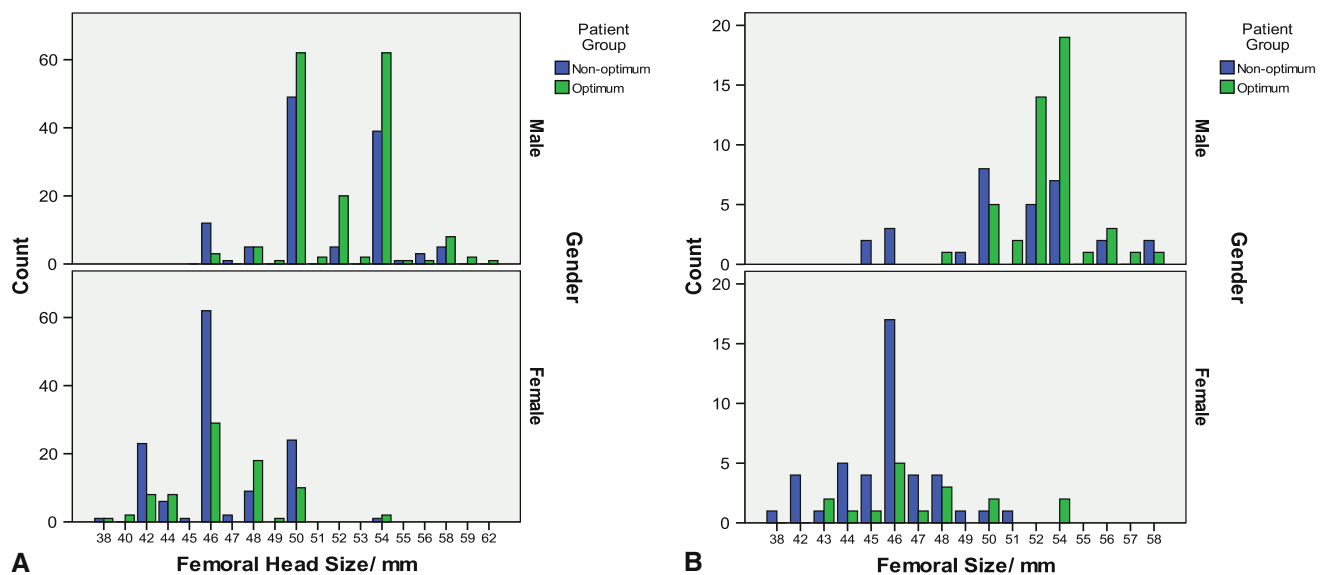 Patient
Group
Non-optimum
Optimum
60
40
20
0
Male
60
40
20
0
Female
Count
Gender
38 40 42 44 45 46 47 48 49 50 51 52 53 54 55 56 58 59 62
Femoral Head Size/ mm
A
Patient
Group
Non-optimum
Optimum
20
15
10
5
0
Male
20
15
10
5
0
Female
Count
Gender
38 42 43 44 45 46 47 48 49 50 51 52 54 55 56 57 58
Femoral Size/ mm
B